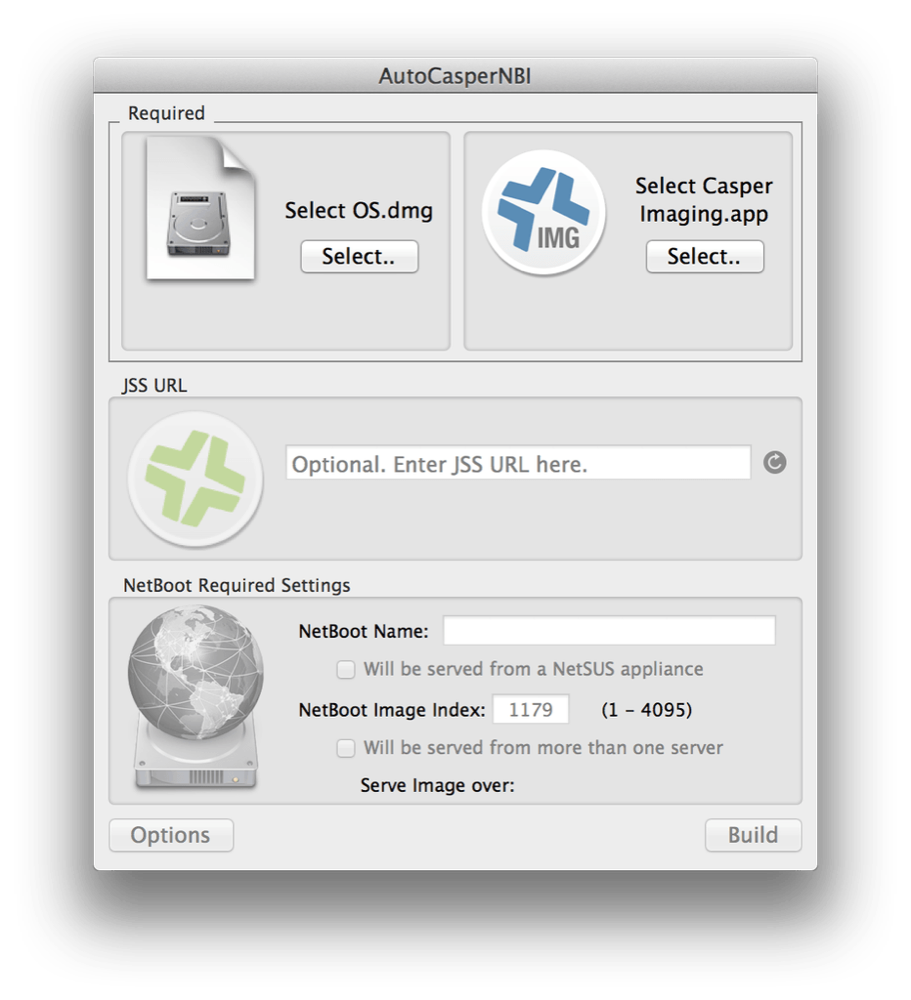 AutoCasperNBI
Required
Select OS.dmg
Select..
IMG
Select Casper
Imaging.app
Select..
JSS URL
Optional. Enter JSS URL here.
NetBoot Required Settings
NetBoot Name:
Will be served from a NetSUS appliance
NetBoot Image Index: 1179 (1 - 4095)
Will be served from more than one server
Serve Image over:
Options Build